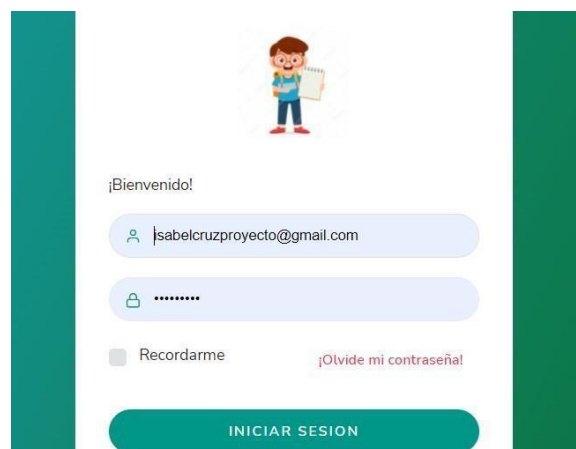 ¡Bienvenido!
isabelcruzproyecto@gmail.com
•••••••••
Recordarme
¡Olvide mi contraseña!
INICIAR SESION